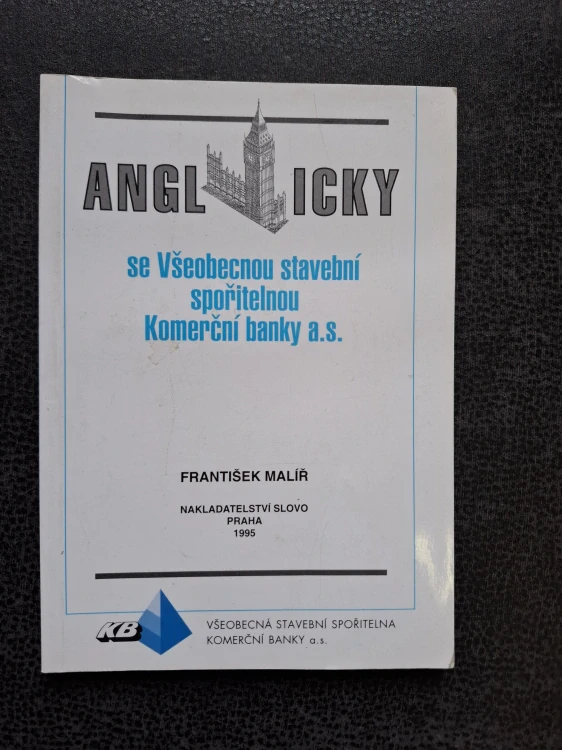 ANGLICKY
se Všeobecnou stavební
spořitelnou
Komerční banky a.s.
FRANTIŠEK MALÍŘ
NAKLADATELSTVÍ SLOVO
PRAHA
1995
KB
VŠEOBECNÁ STAVEBNÍ SPOŘITELNA
KOMERČNÍ BANKY a.s.